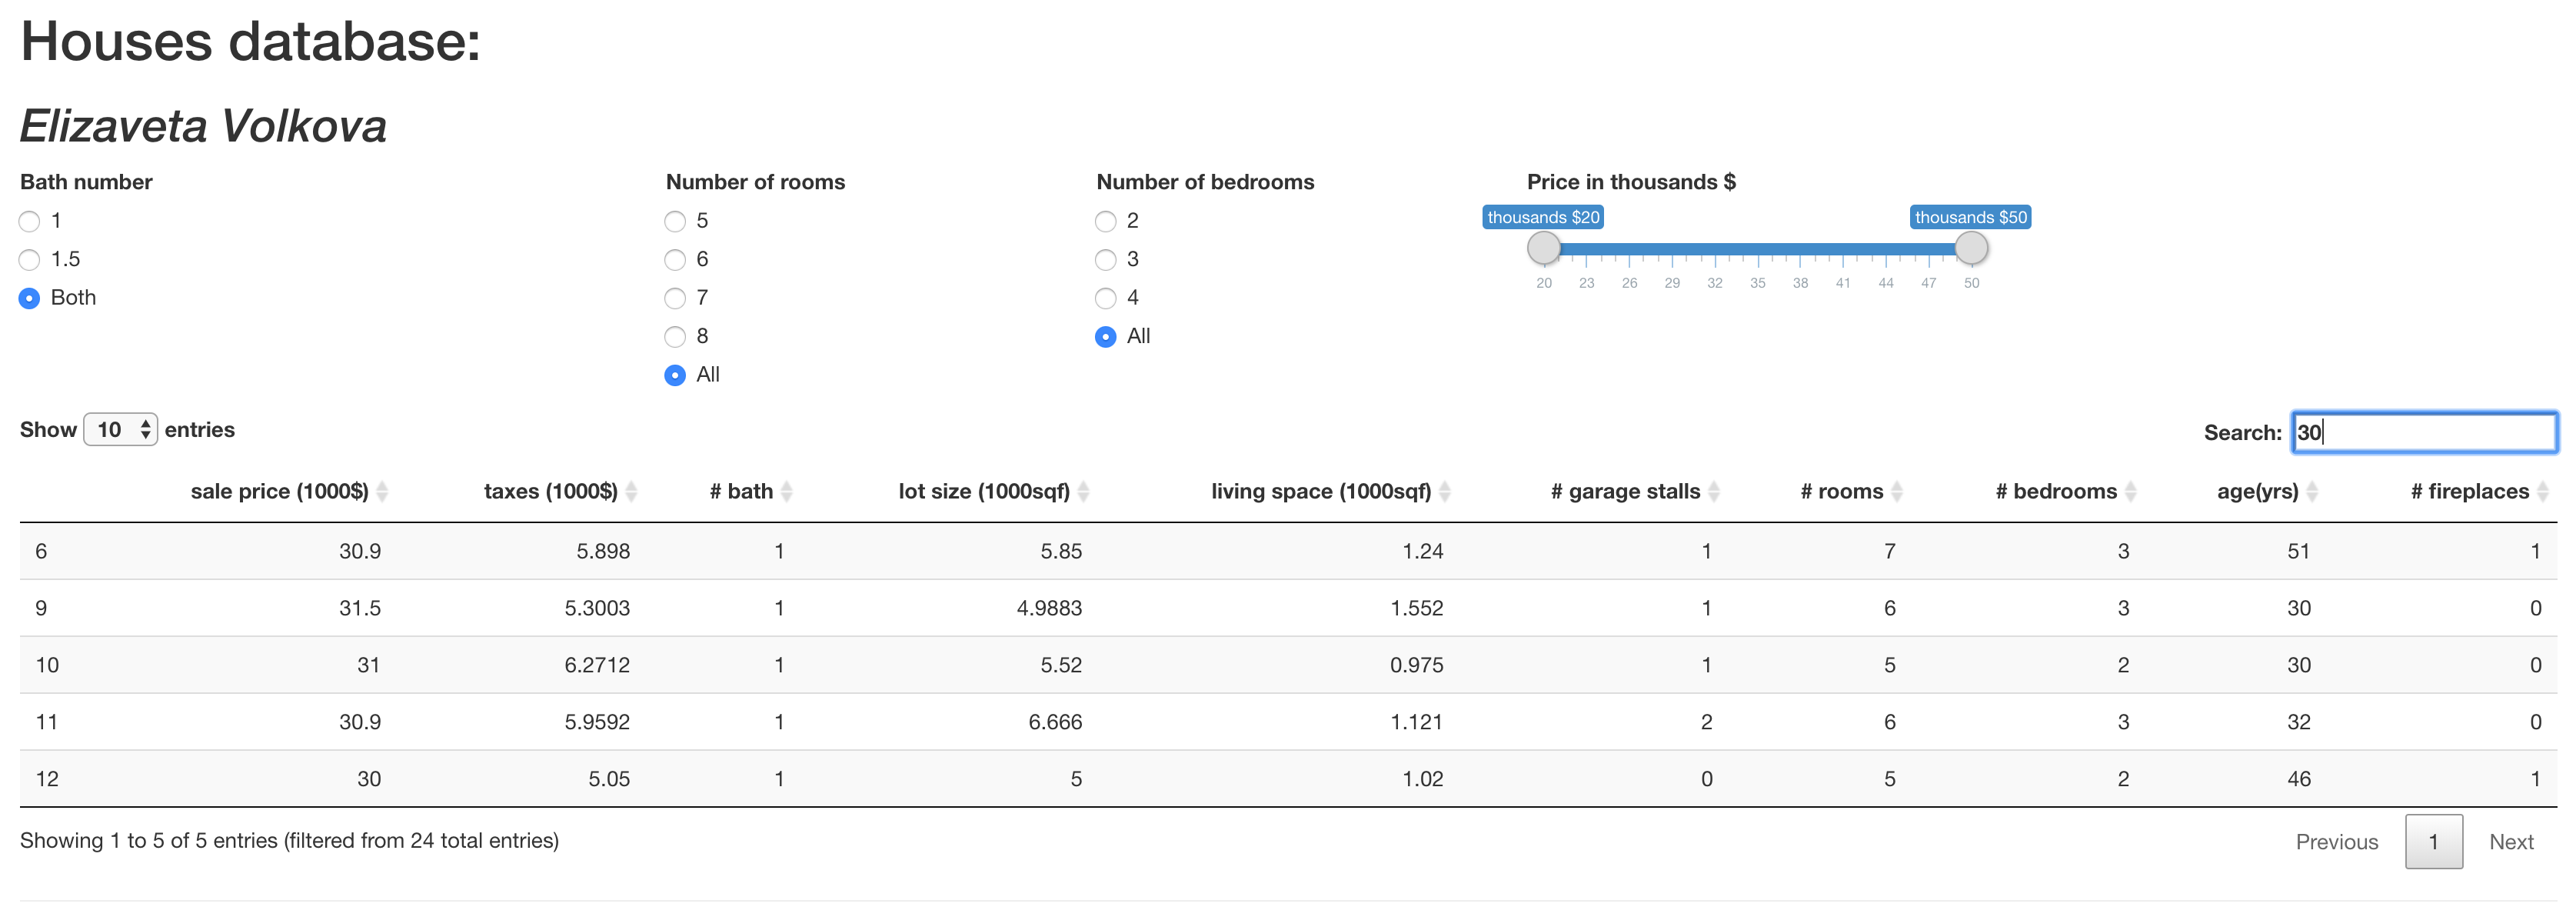 Houses database:
Elizaveta Volkova
Bath number
1
1.5
Both
Number of rooms
5
6
7
8
All
Number of bedrooms
2
3
4
All
Price in thousands $
thousands $20 thousands $50
20 23 26 29 32 35 38 41 44 47 50
Show 10 entries
Search: 30
sale price (1000$) taxes (1000$) # bath lot size (1000sqf) living space (1000sqf) # garage stalls # rooms # bedrooms age(yrs) # fireplaces
6 30.9 5.898 1 5.85 1.24 1 7 3 51 1
9 31.5 5.3003 1 4.9883 1.552 1 6 3 30 0
10 31 6.2712 1 5.52 0.975 1 5 2 30 0
11 30.9 5.9592 1 6.666 1.121 2 6 3 32 0
12 30 5.05 1 5 1.02 0 5 2 46 1
Showing 1 to 5 of 5 entries (filtered from 24 total entries)
Previous 1 Next